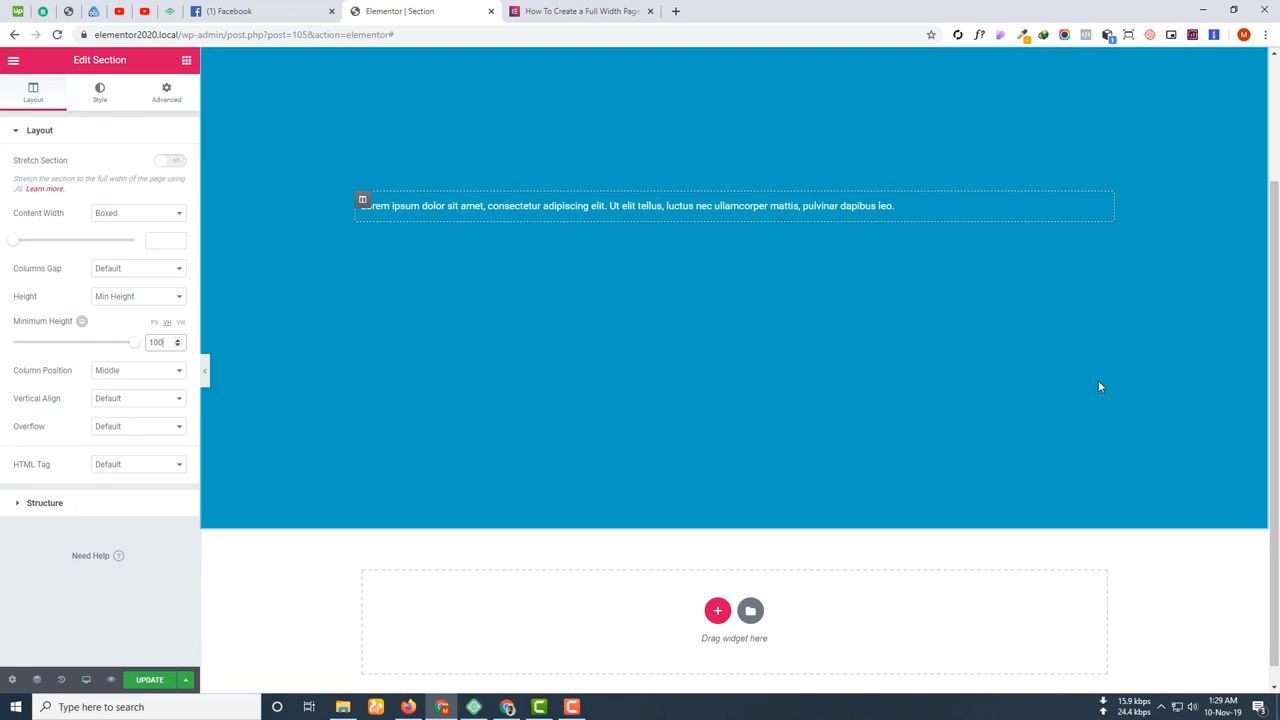 f (1) Facebook
Elementor | Section
How To Create a Full Width Page
elementor2020.local/wp-admin/post.php?post=105&action=elementor#
Edit Section
Layout
Style
Advanced
Layout
Stretch Section
NO
Stretch the section to the full width of the page using
JS. Learn more.
Content Width
Boxed
Columns Gap
Default
Height
Min Height
Minimum Height
PX VH VW
100
Column Position
Middle
Vertical Align
Default
Overflow
Default
HTML Tag
Default
Structure
Need Help ?
UPDATE
Lorem ipsum dolor sit amet, consectetur adipiscing elit. Ut elit tellus, luctus nec ullamcorper mattis, pulvinar dapibus leo.
Drag widget here
Type here to search
15.9 kbps
24.4 kbps
1:29 AM
10-Nov-19